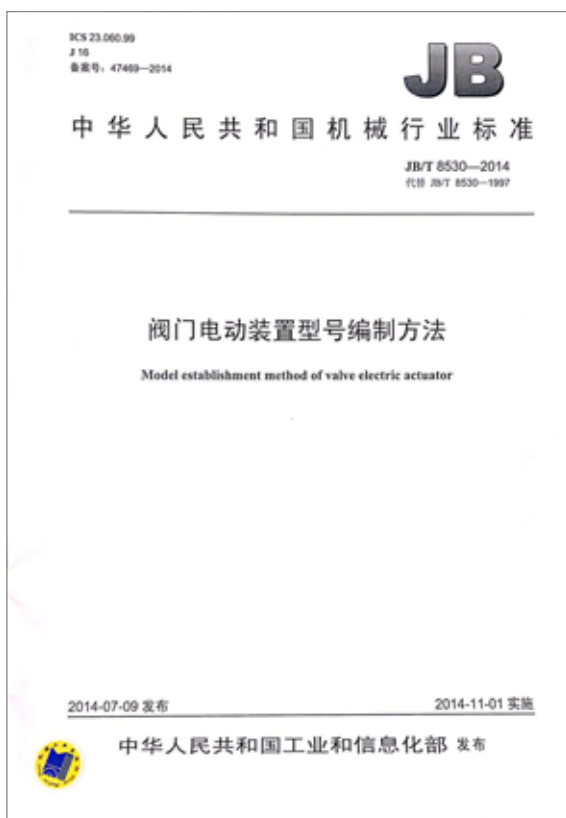 ICS 23.060.99
J 16
备案号：47469—2014
JB
中华人民共和国机械行业标准
JB/T 8530—2014
代替 JB/T 8530—1997
阀门电动装置型号编制方法
Model establishment method of valve electric actuator
2014-07-09 发布
2014-11-01 实施
中华人民共和国工业和信息化部 发布